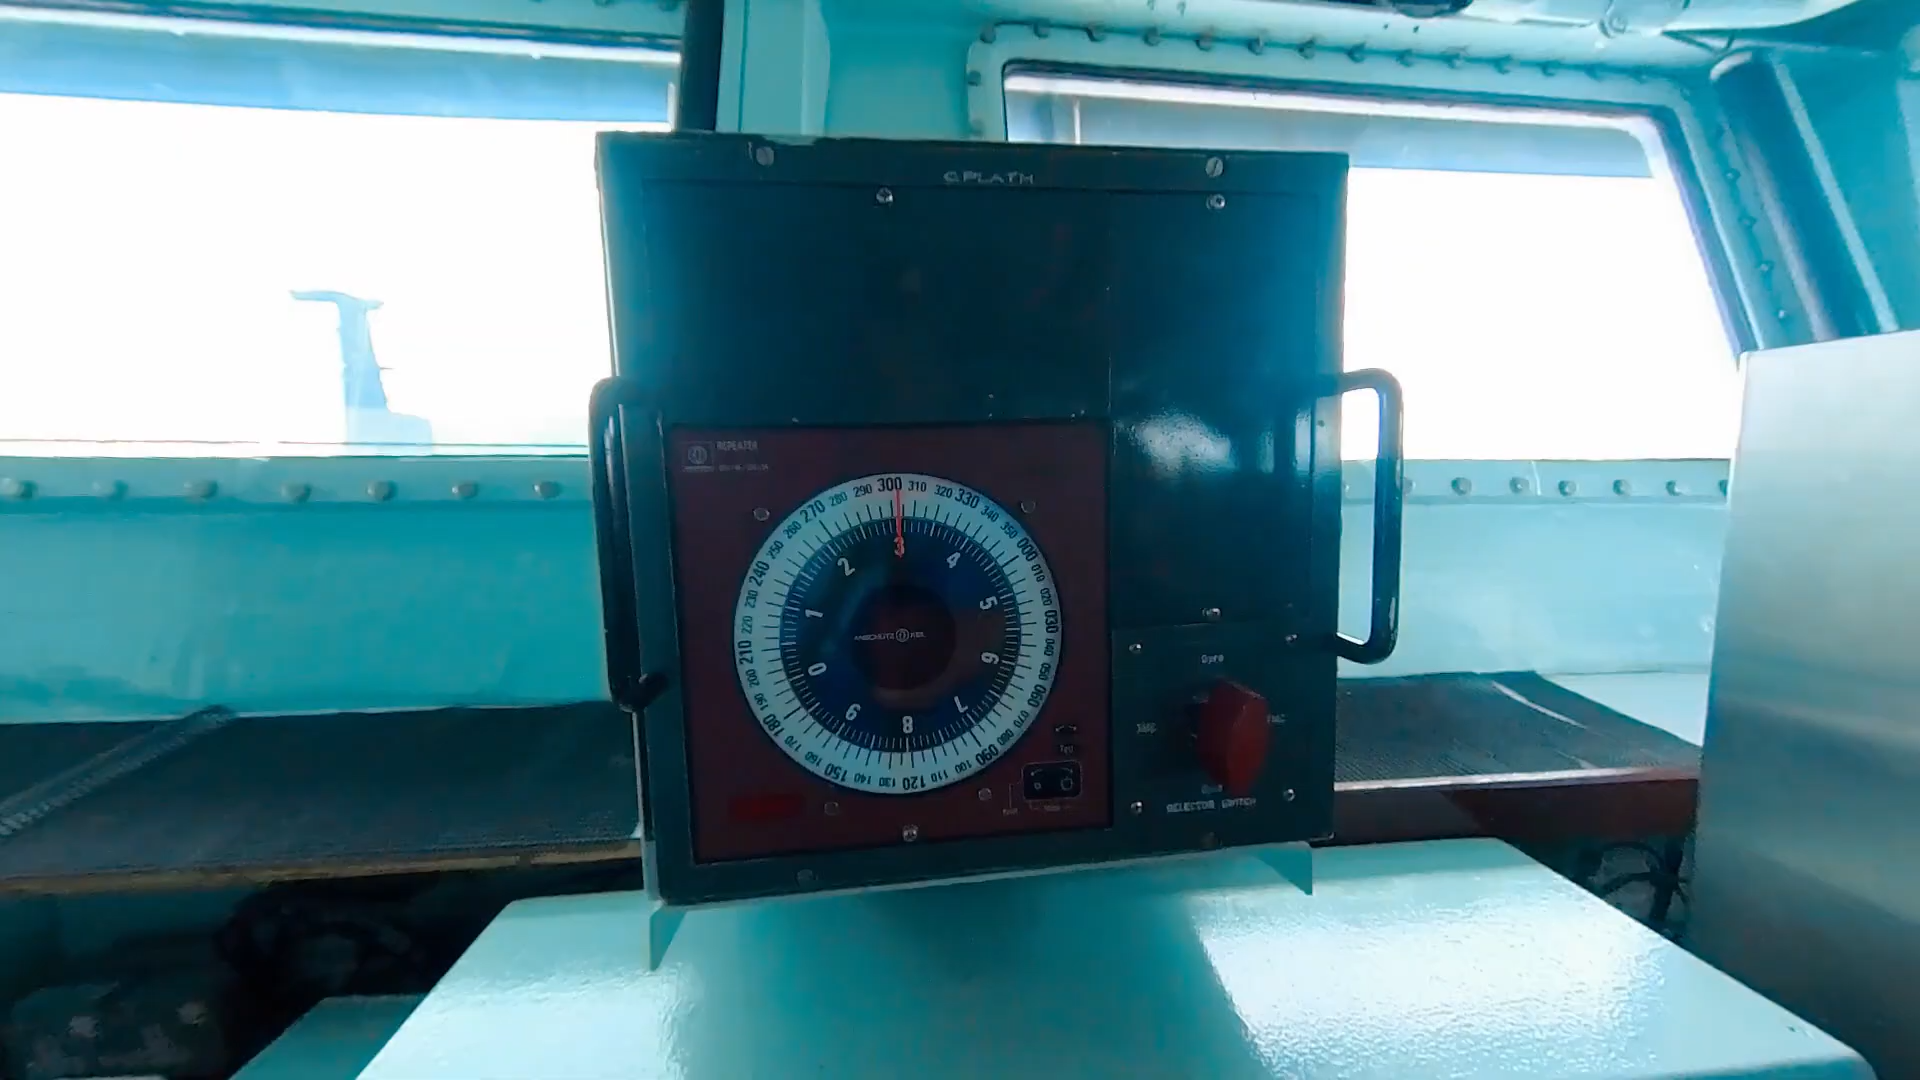 C.PLATH
REPEATER
300 310 320 330 340 350 000 010 020 030 040 050 060 070 080 090 100 110 120 130 140 150 160 170 180 190 200 210 220 230 240 250 260 270 280 290
3 4 5 6 7 8 9 0 1 2
ANSCHÜTZ KIEL
Gyro
SELECTOR SWITCH